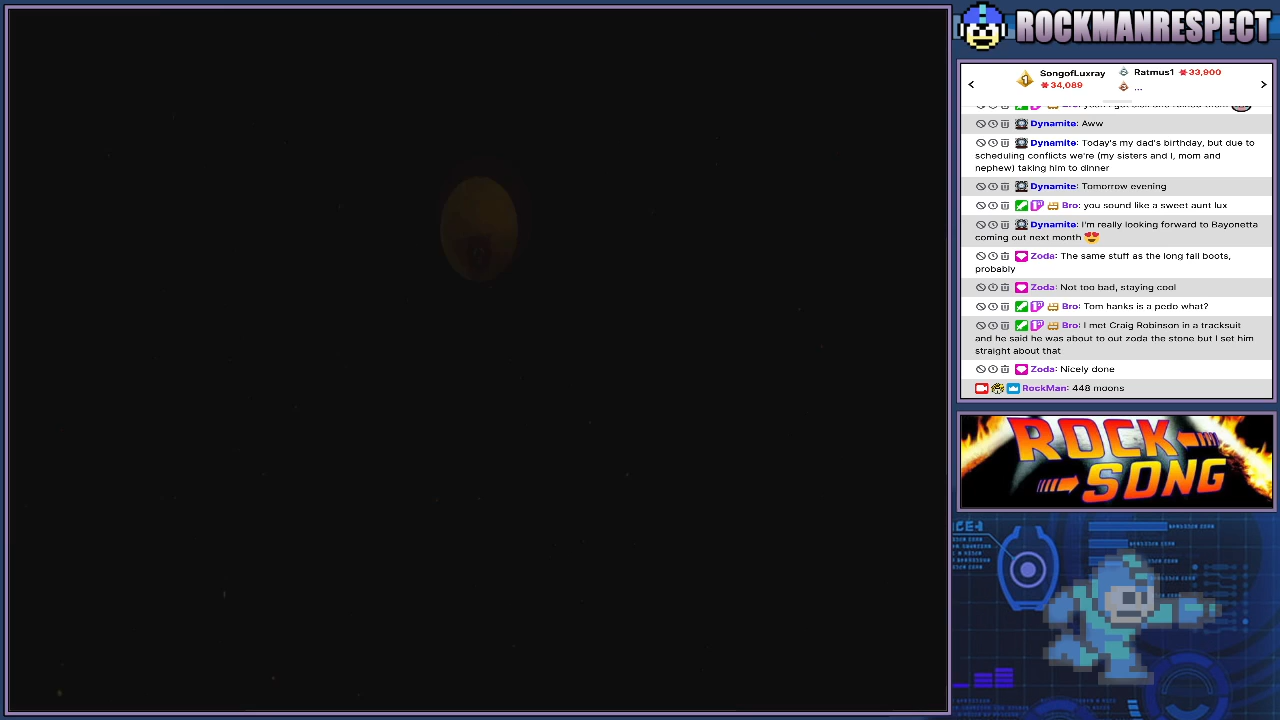 ROCKMANRESPECT
SongofLuxray
34,089
Ratmus1 33,900
...
Dynamite: Aww
Dynamite: Today's my dad's birthday, but due to
scheduling conflicts we're (my sisters and I, mom and
nephew) taking him to dinner
Dynamite: Tomorrow evening
Bro: you sound like a sweet aunt lux
Dynamite: I'm really looking forward to Bayonetta
coming out next month 😍
Zoda: The same stuff as the long fall boots,
probably
Zoda: Not too bad, staying cool
Bro: Tom hanks is a pedo what?
Bro: I met Craig Robinson in a tracksuit
and he said he was about to out zoda the stone but I set him
straight about that
Zoda: Nicely done
RockMan: 448 moons
ROCK
SONG